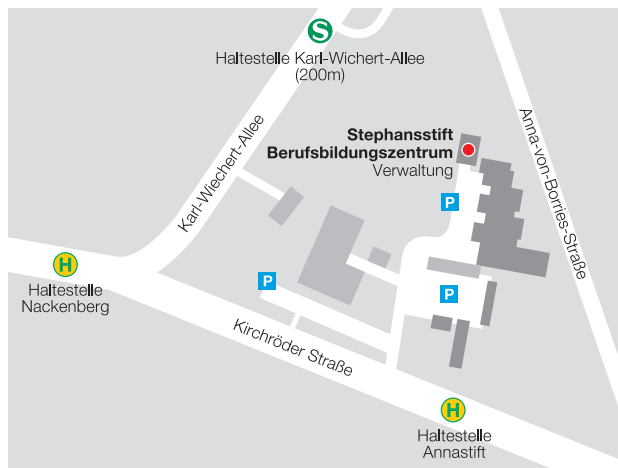 S
Haltestelle Karl-Wichert-Allee
(200m)
Stephansstift
Berufsbildungszentrum
Verwaltung
Karl-Wiechert-Allee
Anna-von-Borries-Straße
P
H
Haltestelle
Nackenberg
P
P
Kirchröder Straße
H
Haltestelle
Annastift